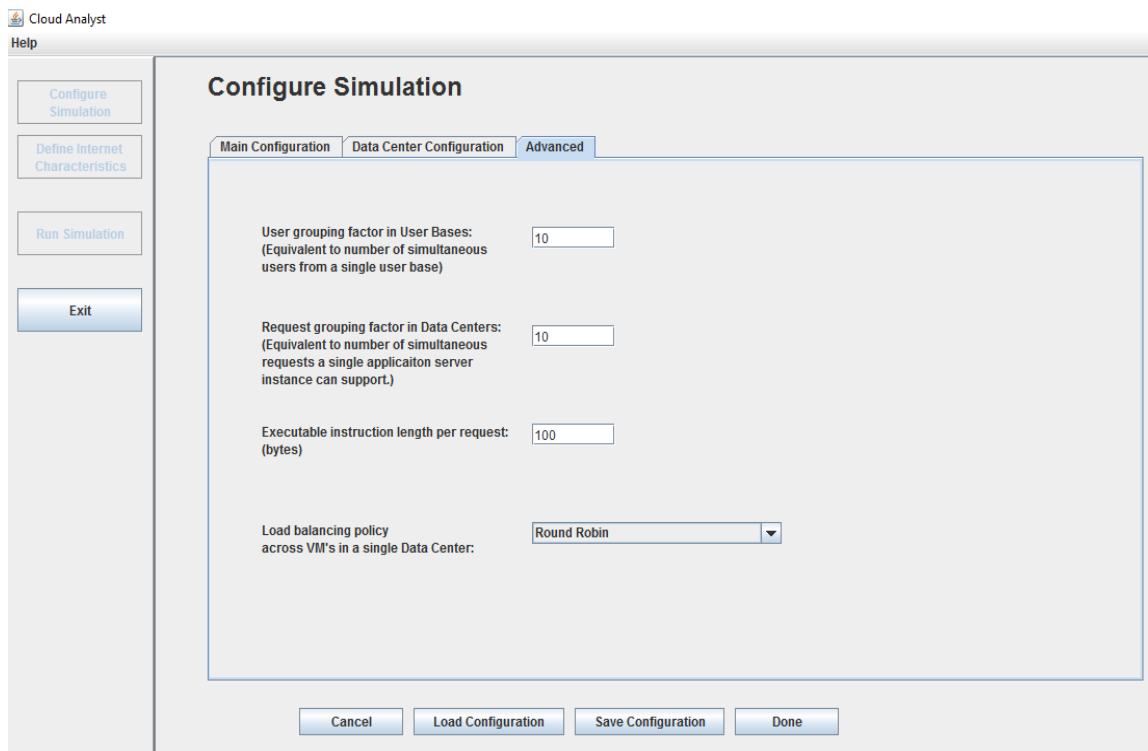 Cloud Analyst
Help
Configure
Simulation
Define Internet
Characteristics
Run Simulation
Exit
Configure Simulation
Main Configuration
Data Center Configuration
Advanced
User grouping factor in User Bases:
(Equivalent to number of simultaneous
users from a single user base)
10
Request grouping factor in Data Centers:
(Equivalent to number of simultaneous
requests a single applicaiton server
instance can support.)
10
Executable instruction length per request:
(bytes)
100
Load balancing policy
across VM's in a single Data Center:
Round Robin
Cancel
Load Configuration
Save Configuration
Done